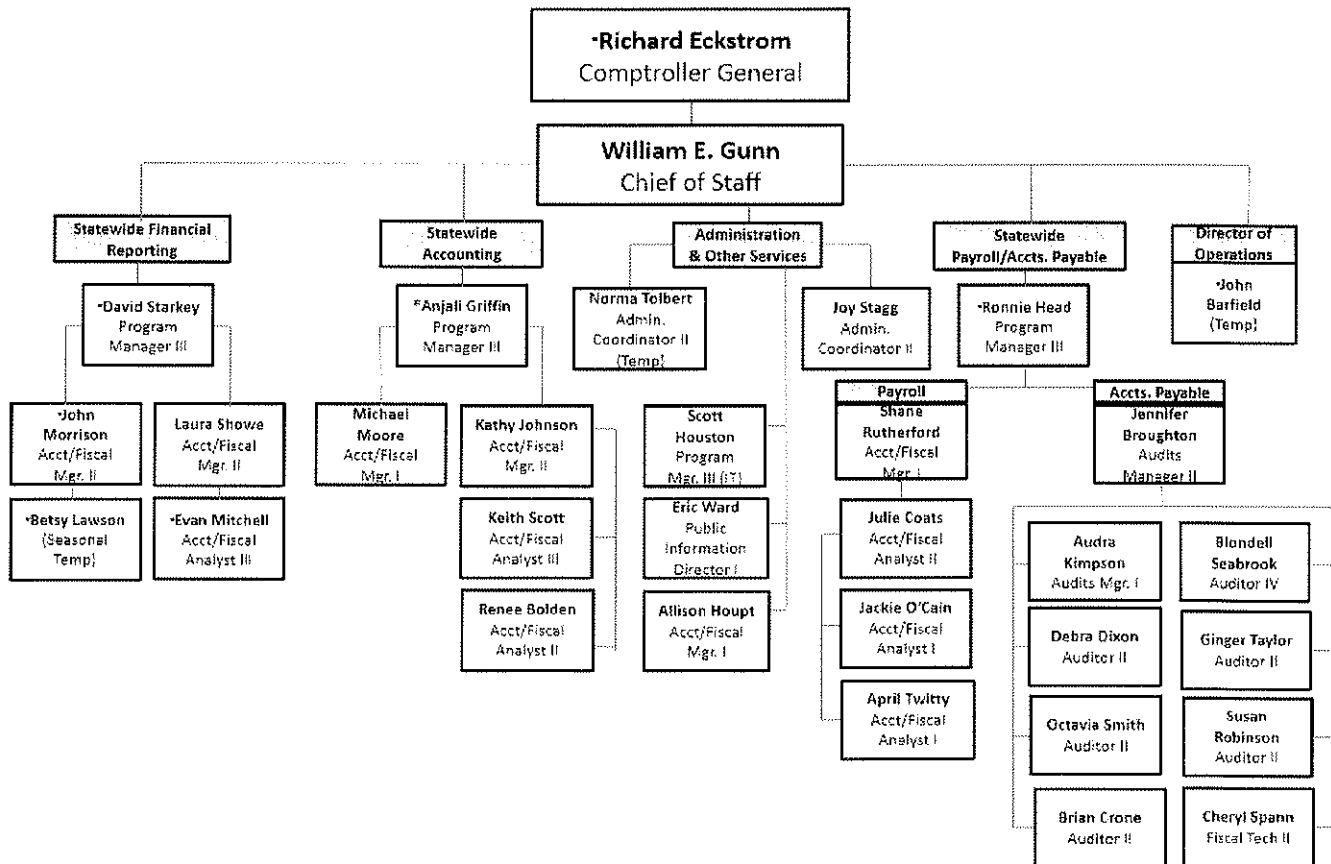 •Richard Eckstrom
Comptroller General
William E. Gunn
Chief of Staff
Statewide Financial
Reporting
•David Starkey
Program
Manager III
•John
Morrison
Acct/Fiscal
Mgr. II
Laura Showe
Acct/Fiscal
Mgr. II
•Betsy Lawson
(Seasonal
Temp)
•Evan Mitchell
Acct/Fiscal
Analyst III
Statewide
Accounting
*Anjali Griffin
Program
Manager III
Michael
Moore
Acct/Fiscal
Mgr. I
Kathy Johnson
Acct/Fiscal
Mgr. II
Keith Scott
Acct/Fiscal
Analyst III
Renee Bolden
Acct/Fiscal
Analyst II
Administration
& Other Services
Norma Tolbert
Admin.
Coordinator II
(Temp)
Joy Stagg
Admin.
Coordinator II
Scott
Houston
Program
Mgr. III (IT)
Eric Ward
Public
Information
Director I
Allison Houpt
Acct/Fiscal
Mgr. I
Statewide
Payroll/Accts. Payable
•Ronnie Head
Program
Manager III
Payroll
Shane
Rutherford
Acct/Fiscal
Mgr. I
Julie Coats
Acct/Fiscal
Analyst II
Jackie O'Cain
Acct/Fiscal
Analyst I
April Twitty
Acct/Fiscal
Analyst I
Accts. Payable
Jennifer
Broughton
Audits
Manager II
Audra
Kimpson
Audits Mgr. I
Blondell
Seabrook
Auditor IV
Debra Dixon
Auditor II
Ginger Taylor
Auditor II
Octavia Smith
Auditor II
Susan
Robinson
Auditor II
Brian Crone
Auditor II
Cheryl Spann
Fiscal Tech II
Director of
Operations
•John
Barfield
(Temp)